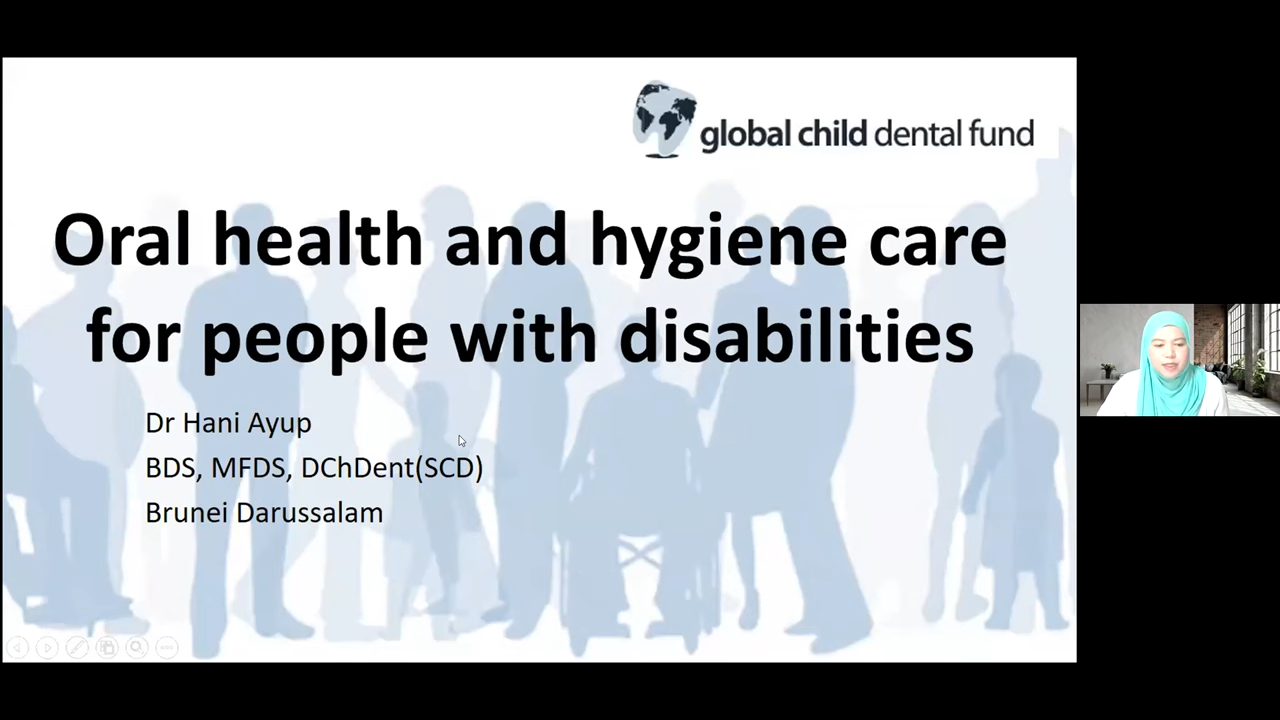 global child dental fund
Oral health and hygiene care
for people with disabilities
Dr Hani Ayup
BDS, MFDS, DChDent(SCD)
Brunei Darussalam